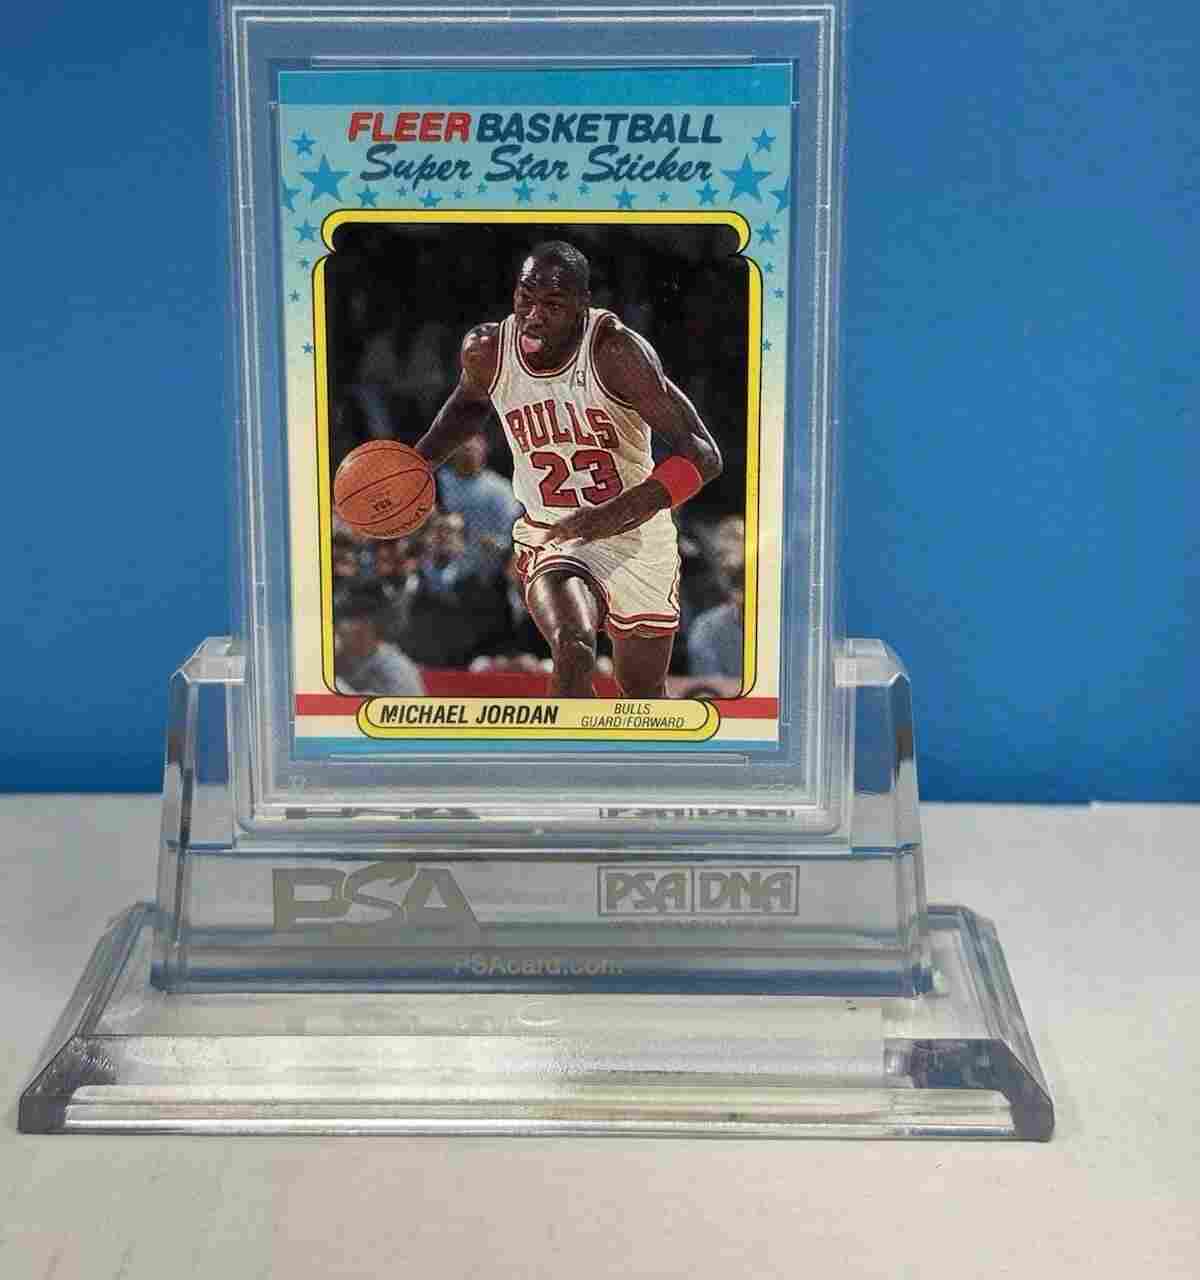 FLEER BASKETBALL
Super Star Sticker
BULLS
23
MICHAEL JORDAN
BULLS
GUARD/FORWARD
PSA
PSA DNA
PSAcard.com